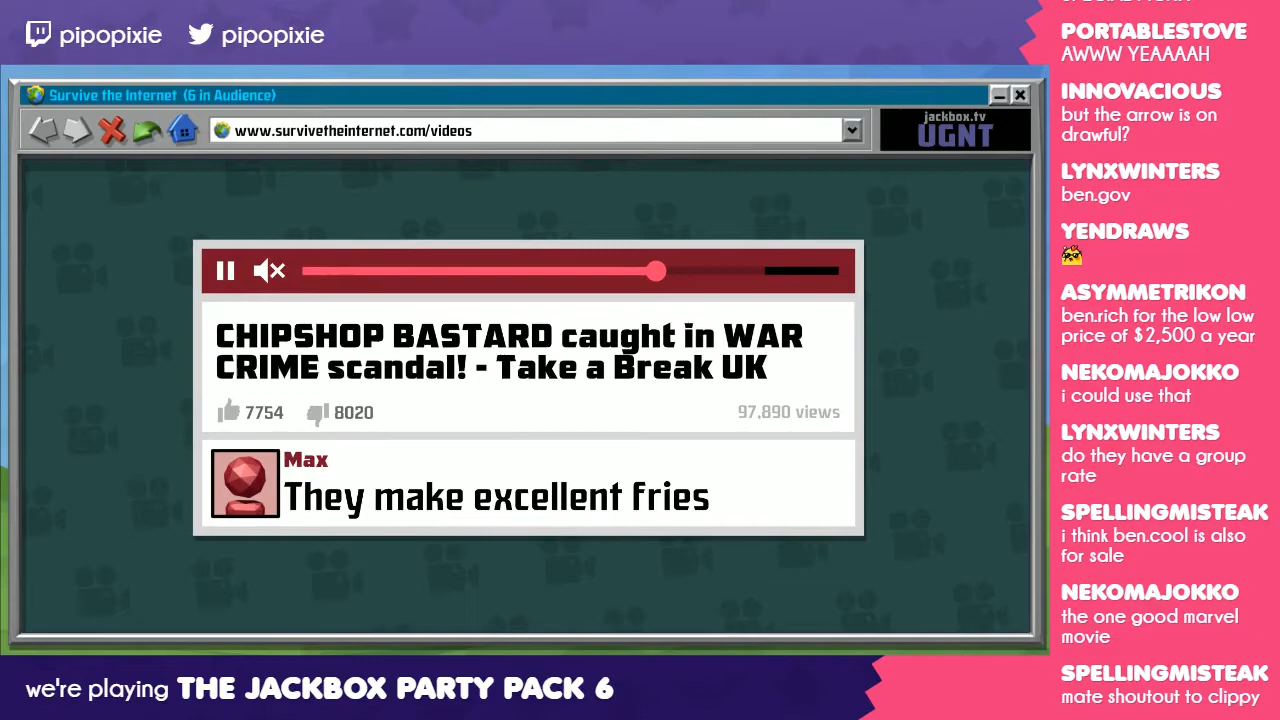 pipopixie pipopixie
Survive the Internet (6 in Audience)
www.survivetheinternet.com/videos
jackbox.tv
UGNT
CHIPSHOP BASTARD caught in WAR
CRIME scandal! - Take a Break UK
7754 8020 97,890 views
Max
They make excellent fries
we're playing THE JACKBOX PARTY PACK 6
PORTABLESTOVE
AWWW YEAAAAH
INNOVACIOUS
but the arrow is on
drawful?
LYNXWINTERS
ben.gov
YENDRAWS
ASYMMETRIKON
ben.rich for the low low
price of $2,500 a year
NEKOMAJOKKO
i could use that
LYNXWINTERS
do they have a group
rate
SPELLINGMISTEAK
i think ben.cool is also
for sale
NEKOMAJOKKO
the one good marvel
movie
SPELLINGMISTEAK
mate shoutout to clippy